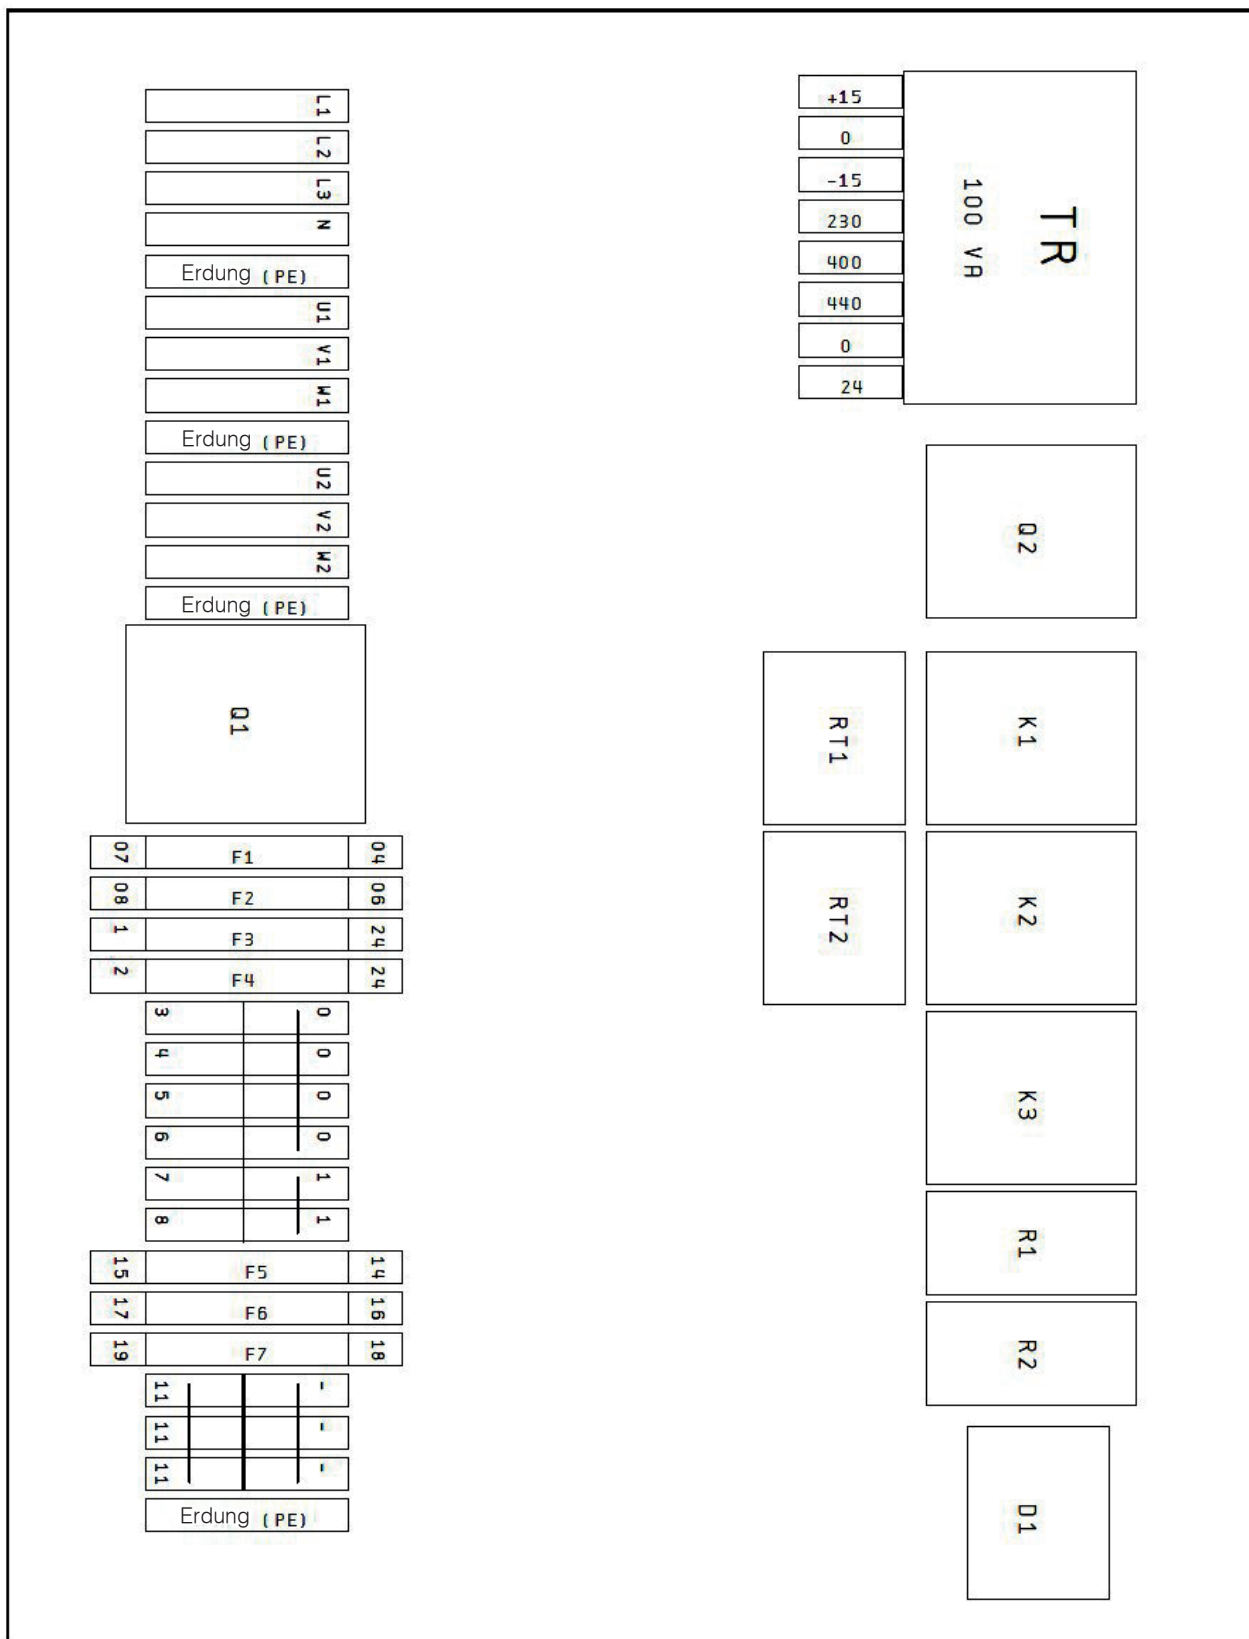 L1
L2
L3
N
Erdung (PE)
U1
V1
W1
Erdung (PE)
U2
V2
W2
Erdung (PE)
Q1
07 F1 04
08 F2 06
1 F3 24
2 F4 24
3 0
4 0
5 0
6 0
7 1
8 1
15 F5 14
17 F6 16
19 F7 18
11 -
11 -
11 -
Erdung (PE)
+15
0
-15
230
400
440
0
24
TR
100 VA
Q2
RT1
K1
RT2
K2
K3
R1
R2
D1